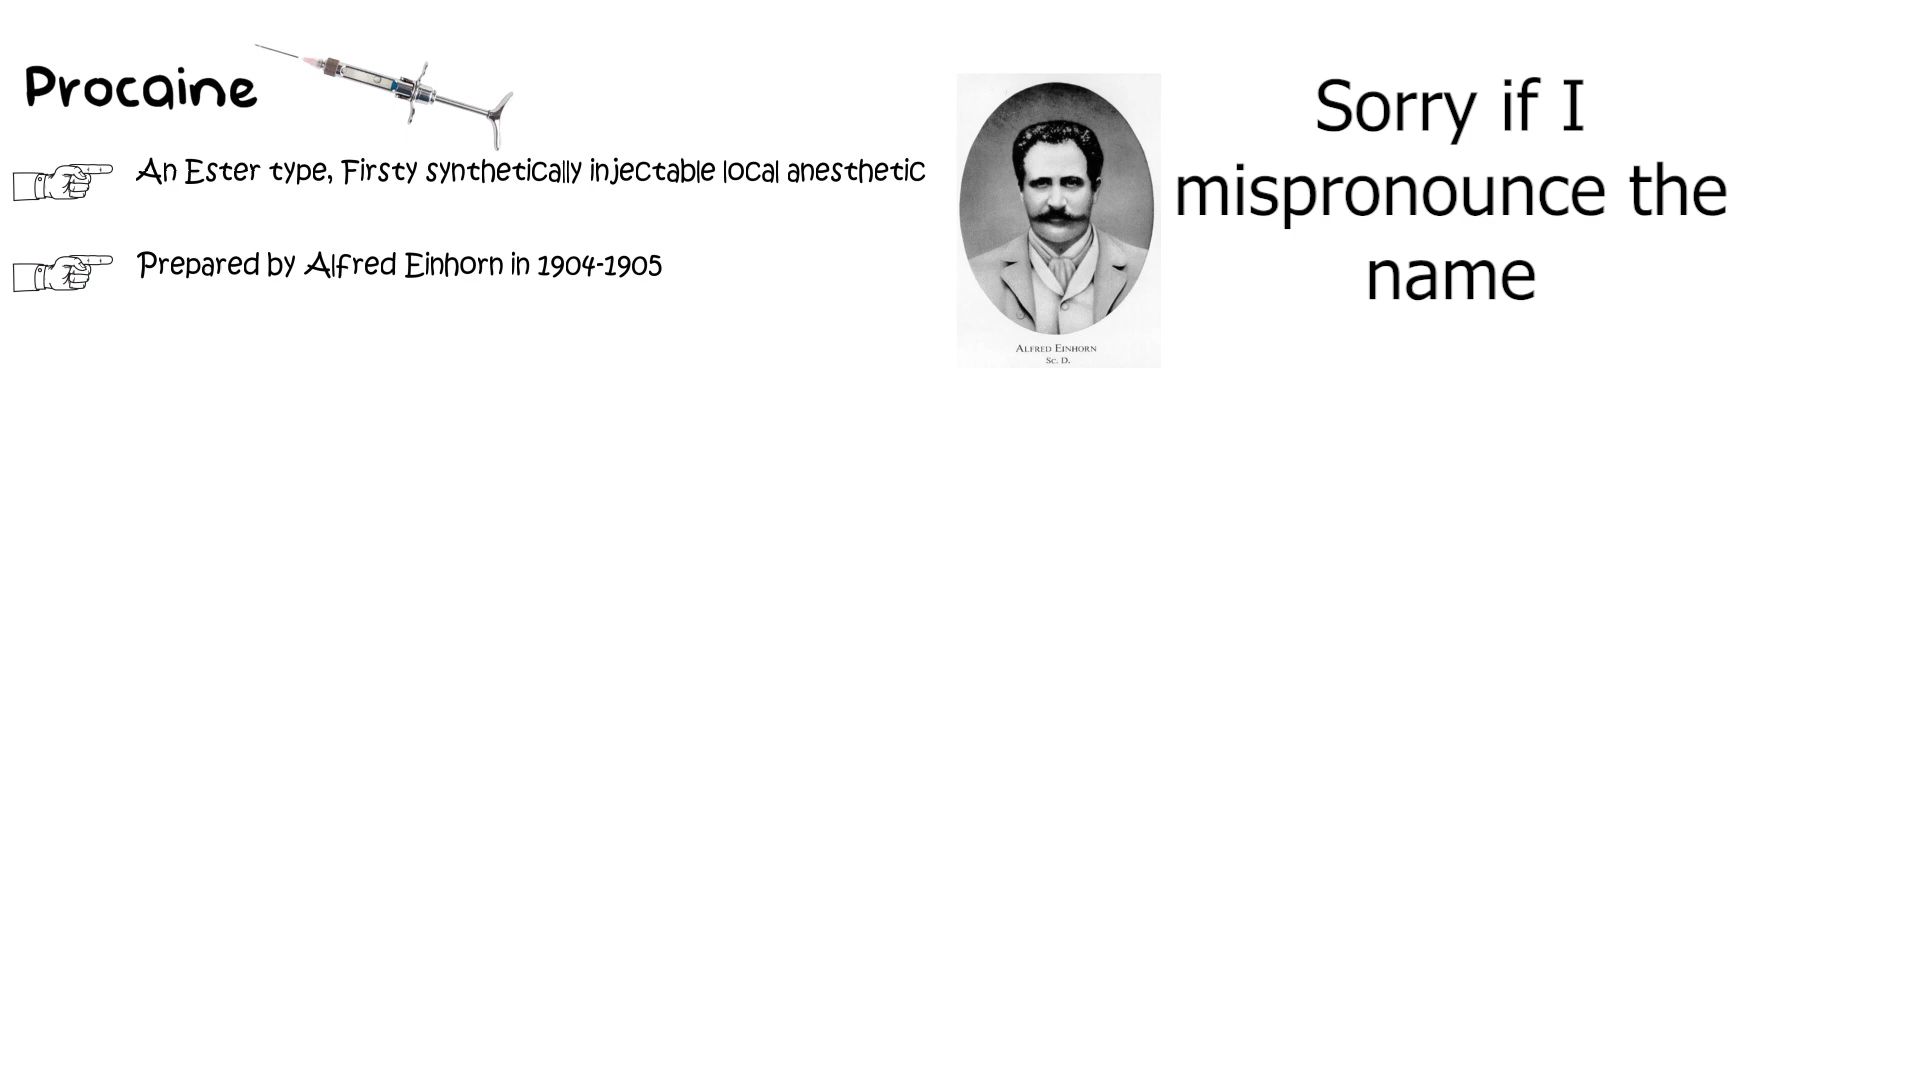 Procaine
An Ester type, Firsty synthetically injectable local anesthetic
Prepared by Alfred Einhorn in 1904-1905
ALFRED EINHORN
Sc. D.
Sorry if I
mispronounce the
name